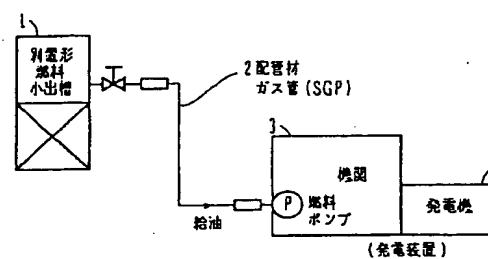 1
別置形
燃料
小出槽
2 配管材
ガス管(SGP)
3
機関
P
燃料
ポンプ
発電機
給油
(発電装置)